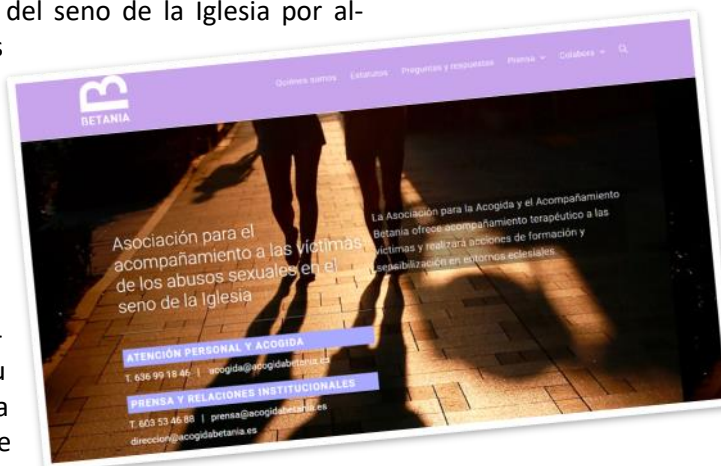 del seno de la Iglesia por al-
s
BETANIA
Quiénes somos Estatutos Preguntas y respuestas Prensa Colabora
Asociación para el
acompañamiento a las víctimas
de los abusos sexuales en el
seno de la Iglesia
La Asociación para la Acogida y el Acompañamiento
Betania ofrece acompañamiento terapéutico a las
víctimas y realizará acciones de formación y
sensibilización en entornos eclesiales
ATENCIÓN PERSONAL Y ACOGIDA
T. 636 99 18 46 | acogida@acogidabetania.es
PRENSA Y RELACIONES INSTITUCIONALES
T. 603 53 46 88 | prensa@acogidabetania.es
direccion@acogidabetania.es
u
a
e